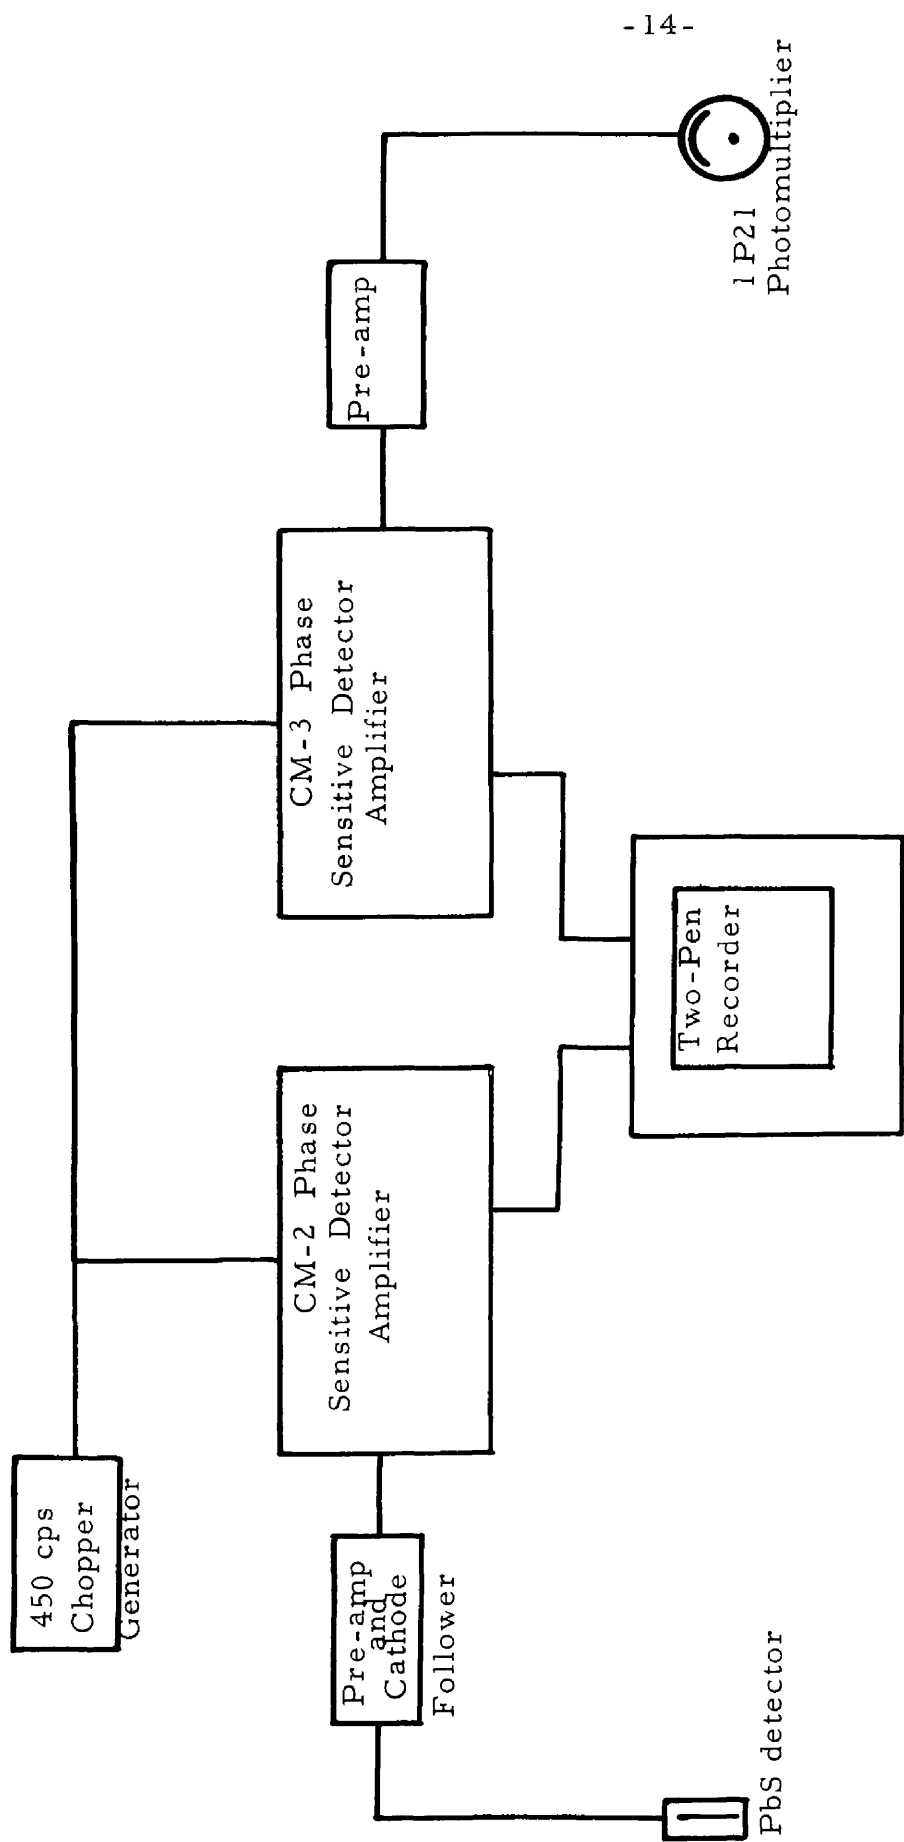 -14-
450 cps
Chopper
Generator
Pre-amp
and
Cathode
Follower
PbS detector
CM-2 Phase
Sensitive Detector
Amplifier
CM-3 Phase
Sensitive Detector
Amplifier
Two-Pen
Recorder
Pre-amp
1P21
Photomultiplier